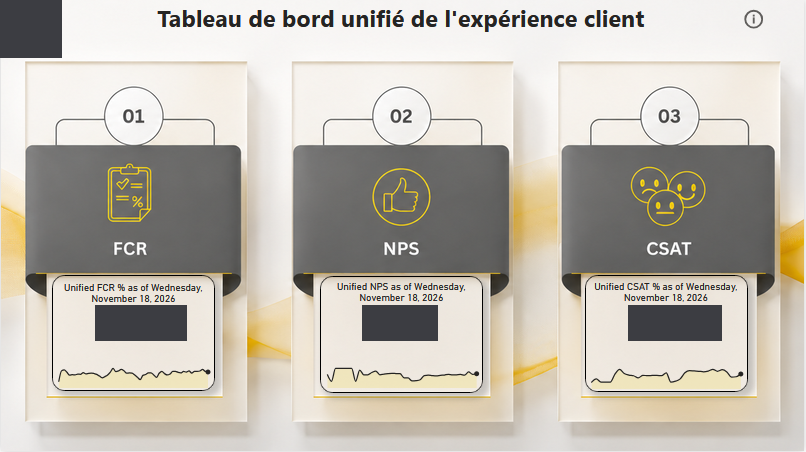 Tableau de bord unifié de l'expérience client
01
FCR
Unified FCR % as of Wednesday,
November 18, 2026
02
NPS
Unified NPS as of Wednesday,
November 18, 2026
03
CSAT
Unified CSAT % as of Wednesday,
November 18, 2026